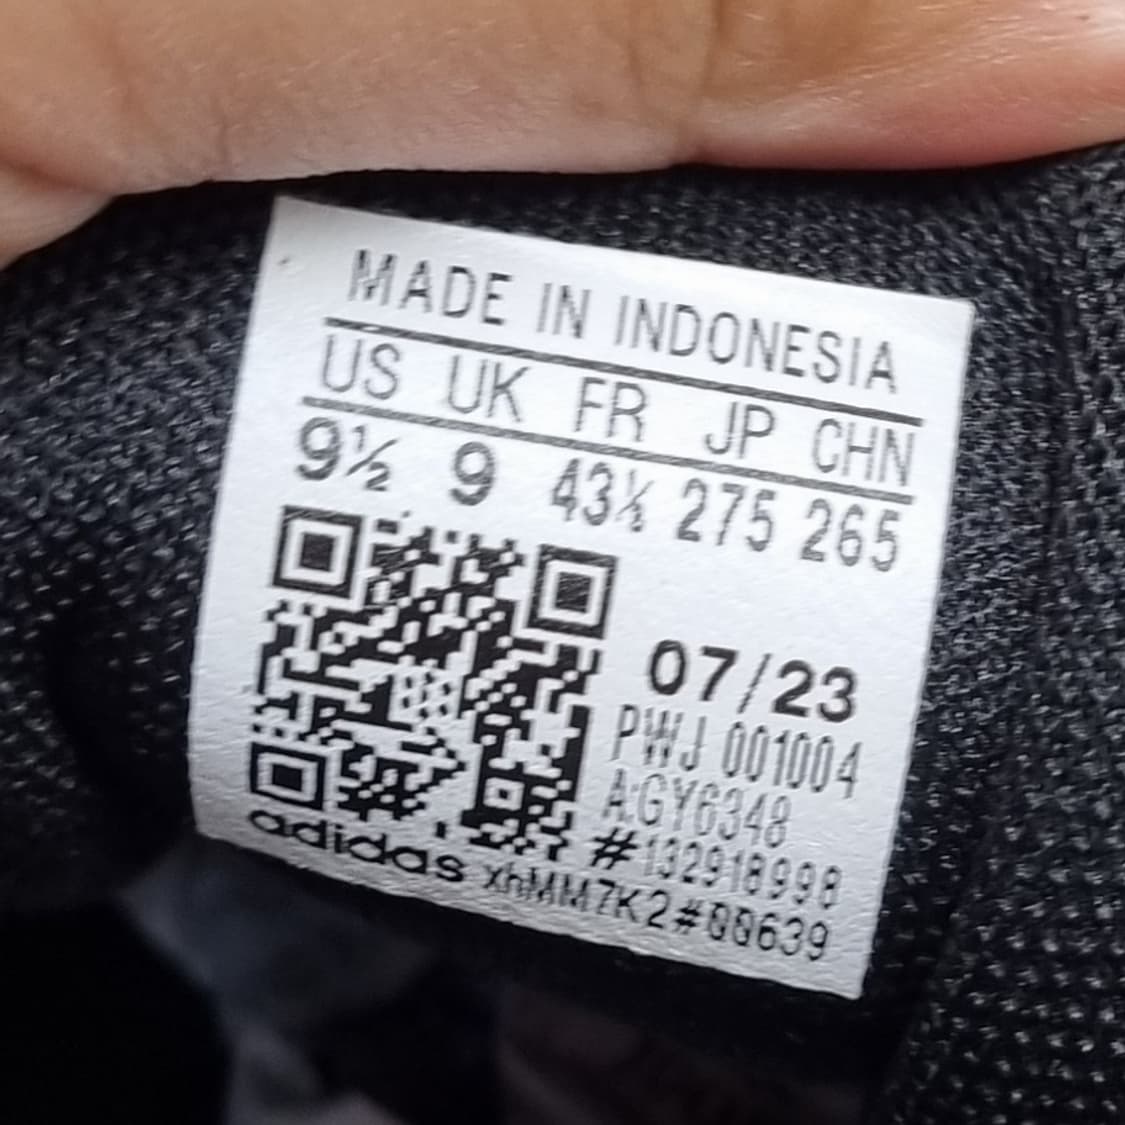 MADE IN INDONESIA
US UK FR JP CHN
9½ 9 43⅓ 275 265
07/23
PWJ 001004
A:GY6348
#132918998
adidas xhMM7K2#00639